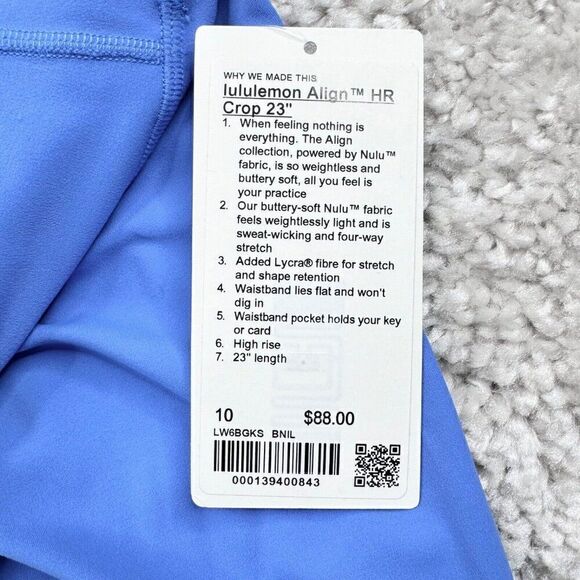 WHY WE MADE THIS
lululemon Align™ HR
Crop 23"
1. When feeling nothing is
everything. The Align
collection, powered by Nulu™
fabric, is so weightless and
buttery soft, all you feel is
your practice
2. Our buttery-soft Nulu™ fabric
feels weightlessly light and is
sweat-wicking and four-way
stretch
3. Added Lycra® fibre for stretch
and shape retention
4. Waistband lies flat and won't
dig in
5. Waistband pocket holds your key
or card
6. High rise
7. 23" length
10 $88.00
LW6BGKS BNIL
000139400843